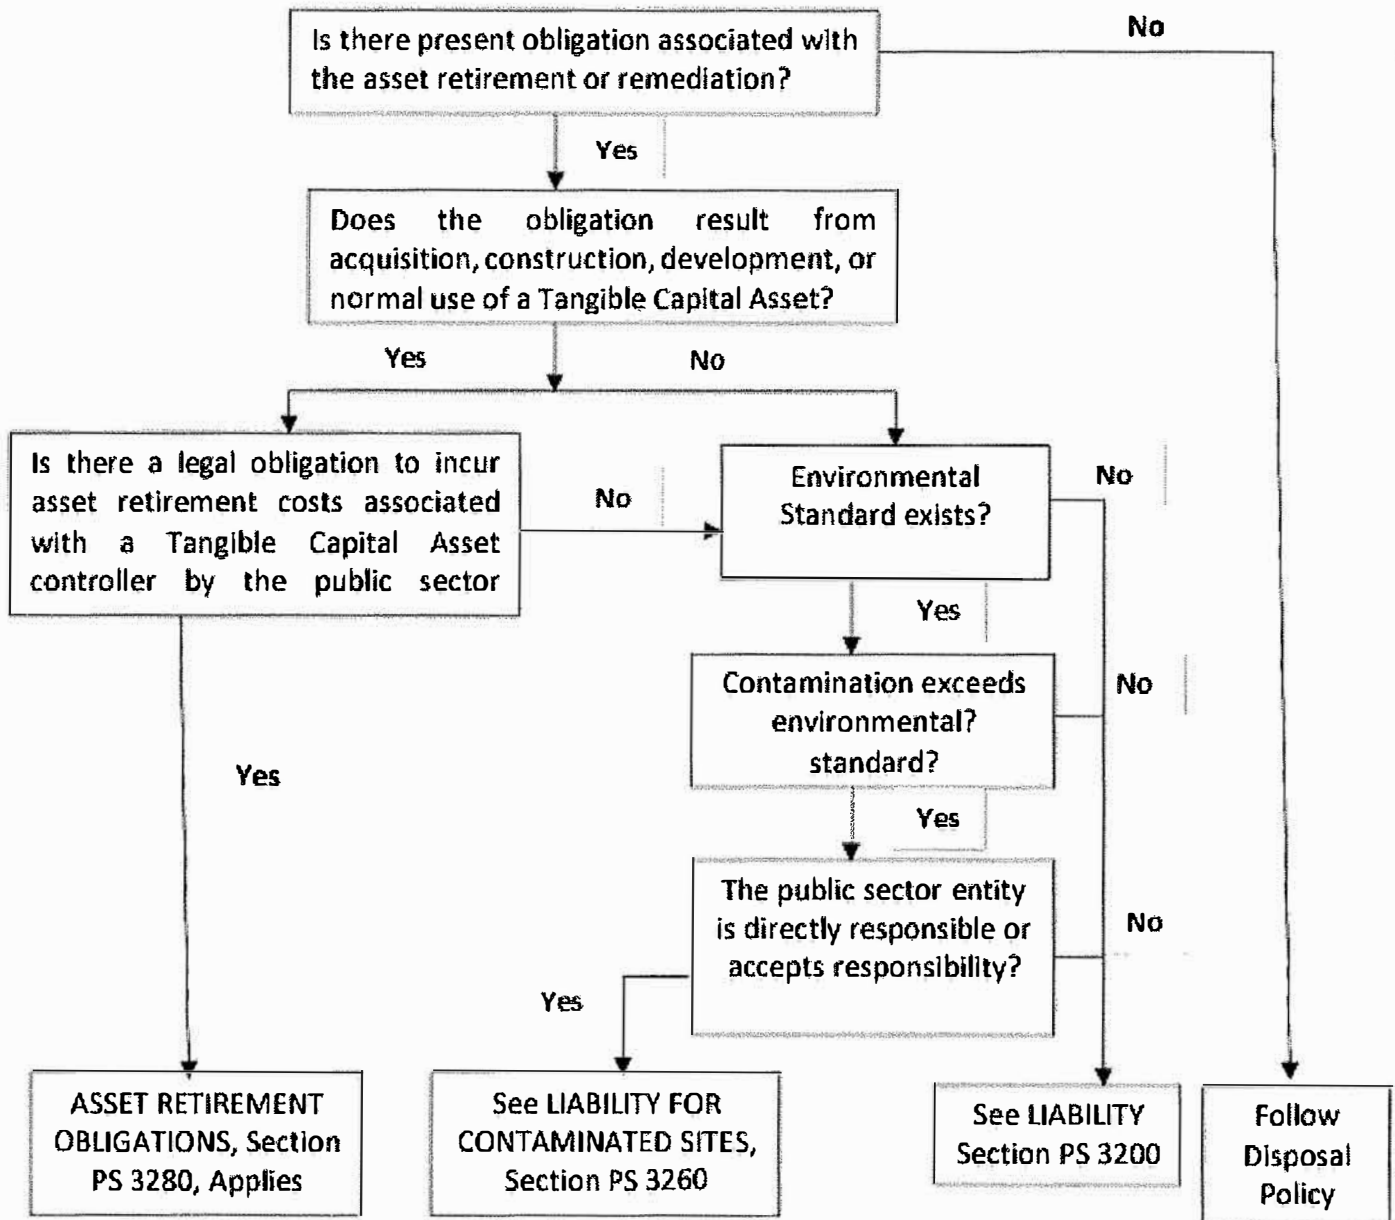 Is there present obligation associated with
the asset retirement or remediation?
No
Yes
Does the obligation result from
acquisition, construction, development, or
normal use of a Tangible Capital Asset?
Yes
No
Is there a legal obligation to incur
asset retirement costs associated
with a Tangible Capital Asset
controller by the public sector
No
Environmental
Standard exists?
No
Yes
Contamination exceeds
environmental?
standard?
No
Yes
Yes
The public sector entity
is directly responsible or
accepts responsibility?
No
Yes
ASSET RETIREMENT
OBLIGATIONS, Section
PS 3280, Applies
See LIABILITY FOR
CONTAMINATED SITES,
Section PS 3260
See LIABILITY
Section PS 3200
Follow
Disposal
Policy